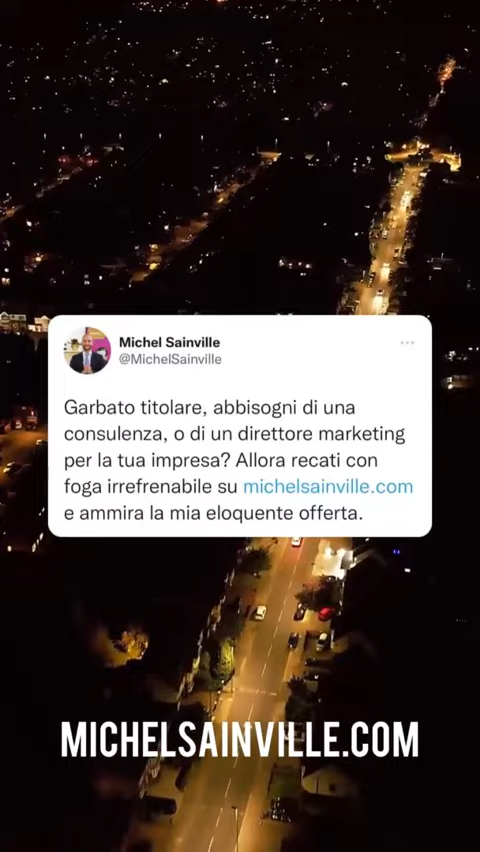 Michel Sainville
@MichelSainville
Garbato titolare, abbisogni di una
consulenza, o di un direttore marketing
per la tua impresa? Allora recati con
foga irrefrenabile su michelsainville.com
e ammira la mia eloquente offerta.
MICHELSAINVILLE.COM